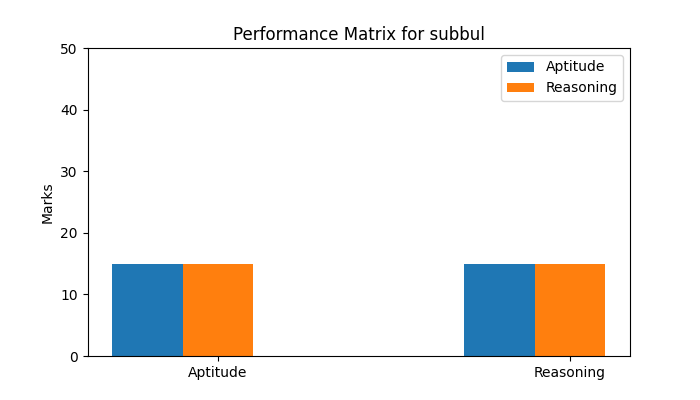 Performance Matrix for subbul
50
40
30
20
10
0
Marks
Aptitude
Reasoning
Aptitude
Reasoning